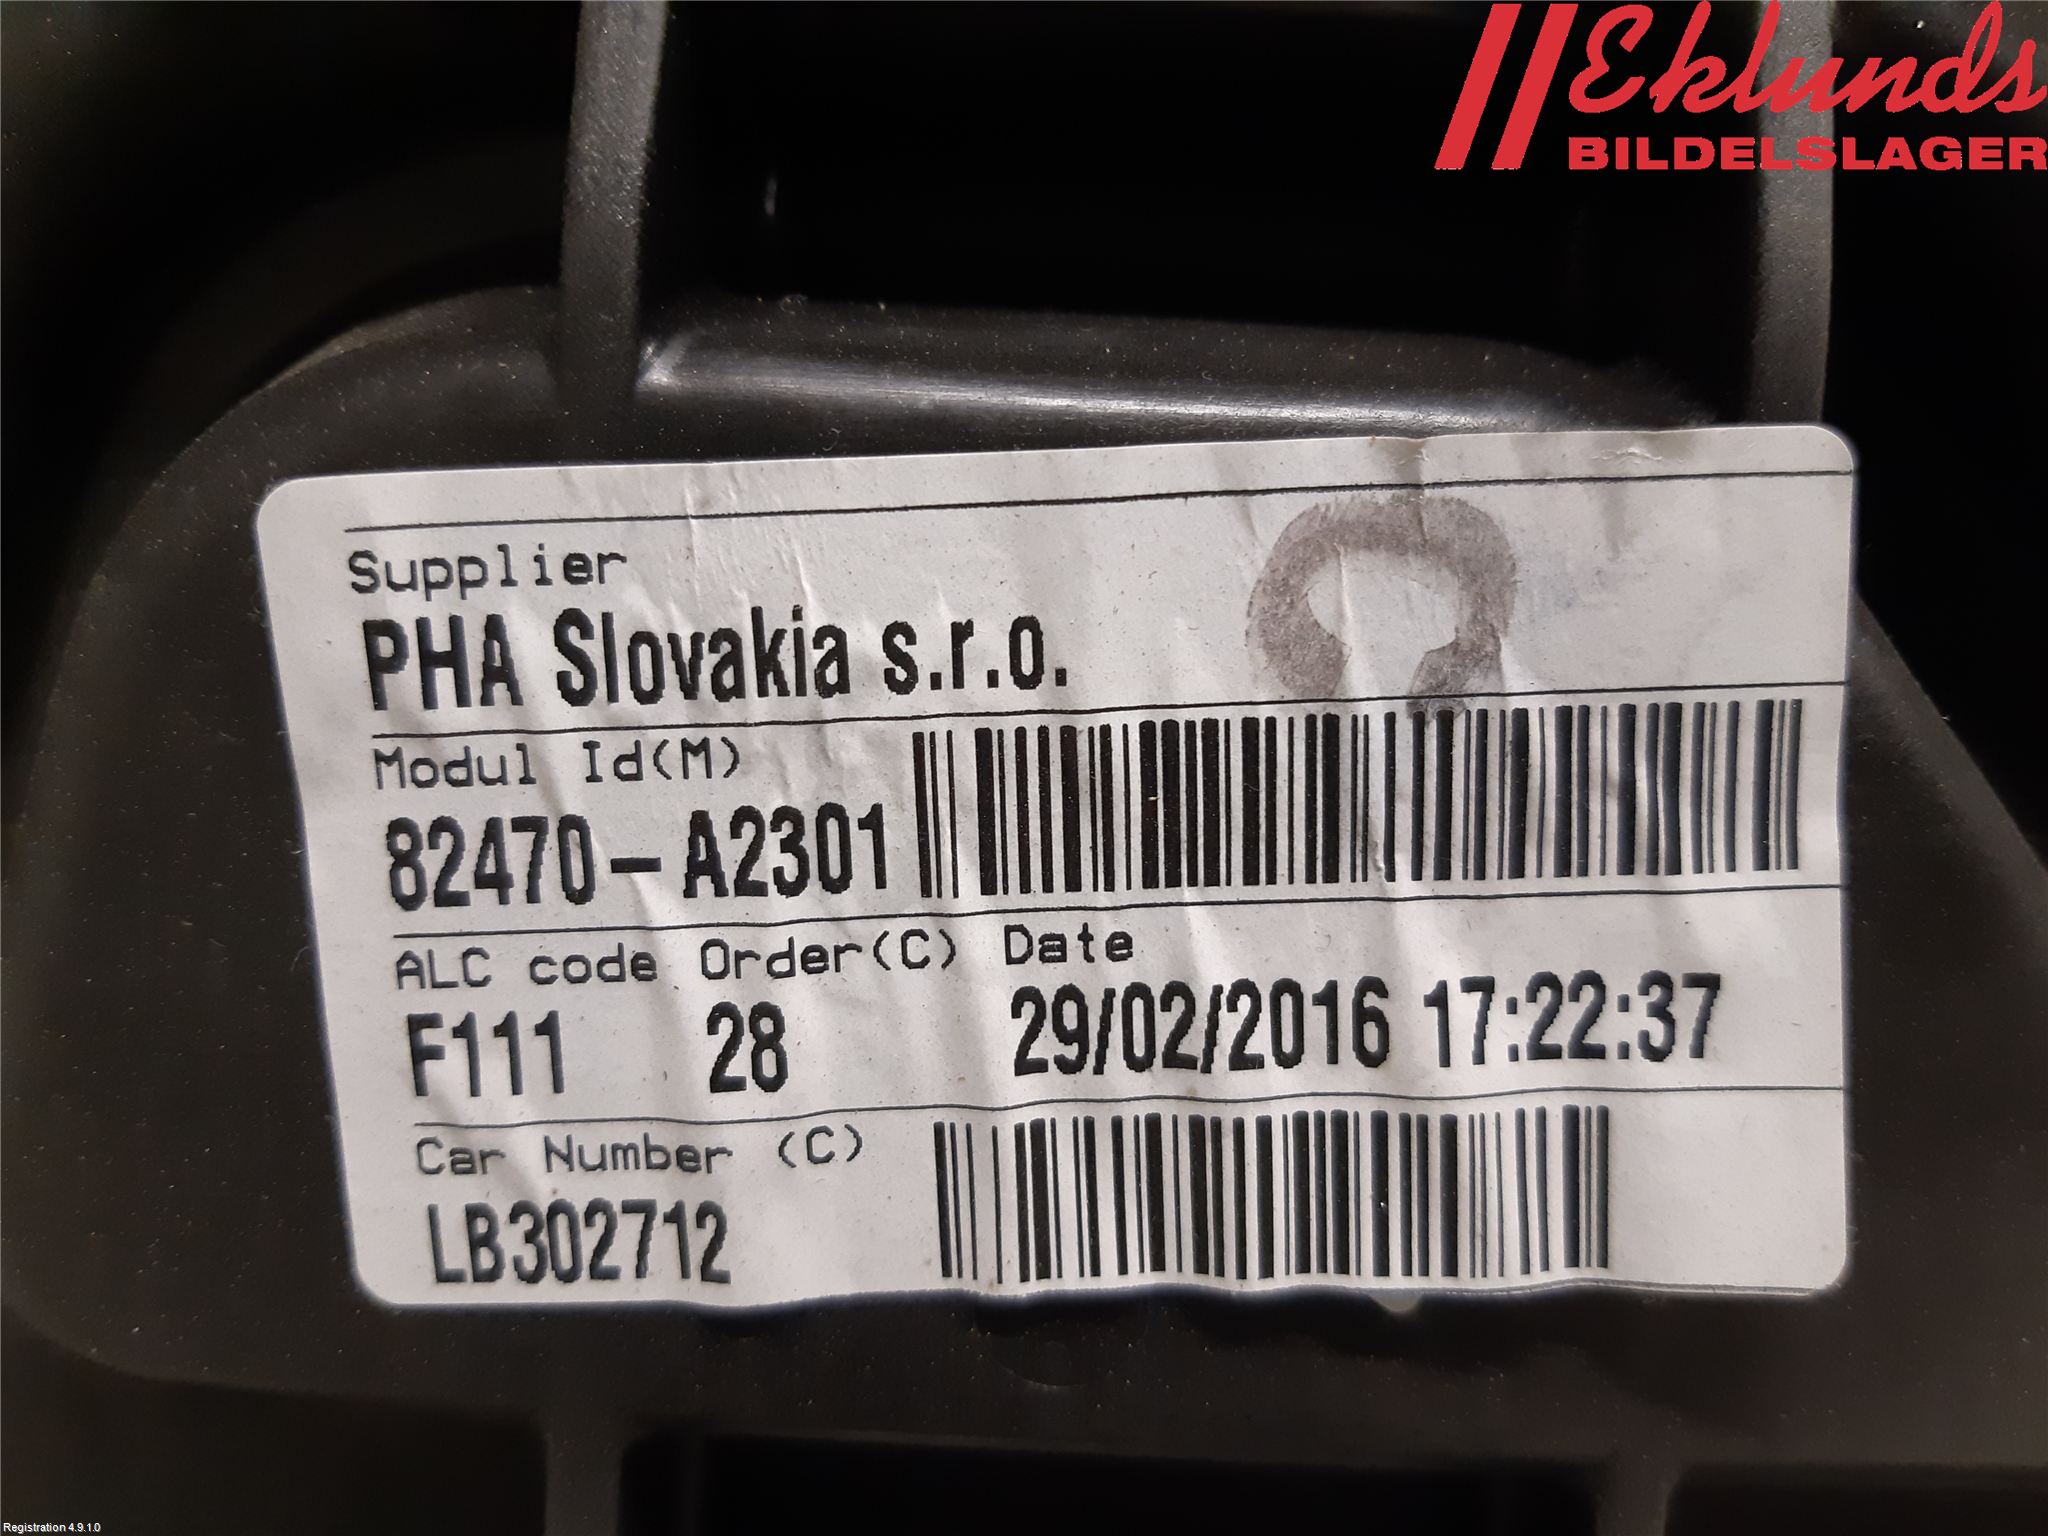 Eklunds
BILDELSLAGER
Supplier
PHA Slovakia s.r.o.
Modul Id(M)
82470-A2301
ALC code Order(C) Date
F111 28 29/02/2016 17:22:37
Car Number (C)
LB302712
Registration 4.9.1.0